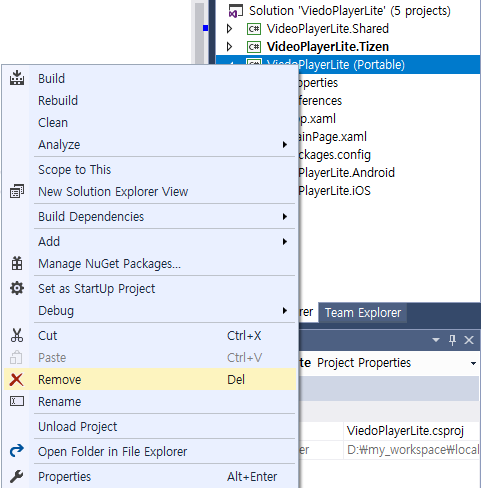 Solution 'ViedoPlayerLite' (5 projects)
C# VideoPlayerLite.Shared
C# VideoPlayerLite.Tizen
ViedoPlayerLite (Portable)
operties
ferences
p.xaml
ainPage.xaml
ackages.config
PlayerLite.Android
PlayerLite.iOS
Build
Rebuild
Clean
Analyze
Scope to This
New Solution Explorer View
Build Dependencies
Add
Manage NuGet Packages...
Set as StartUp Project
Debug
Cut Ctrl+X
Paste Ctrl+V
Remove Del
Rename
Unload Project
Open Folder in File Explorer
Properties Alt+Enter
rer Team Explorer
te Project Properties
ViedoPlayerLite.csproj
er D:₩my_workspace₩local